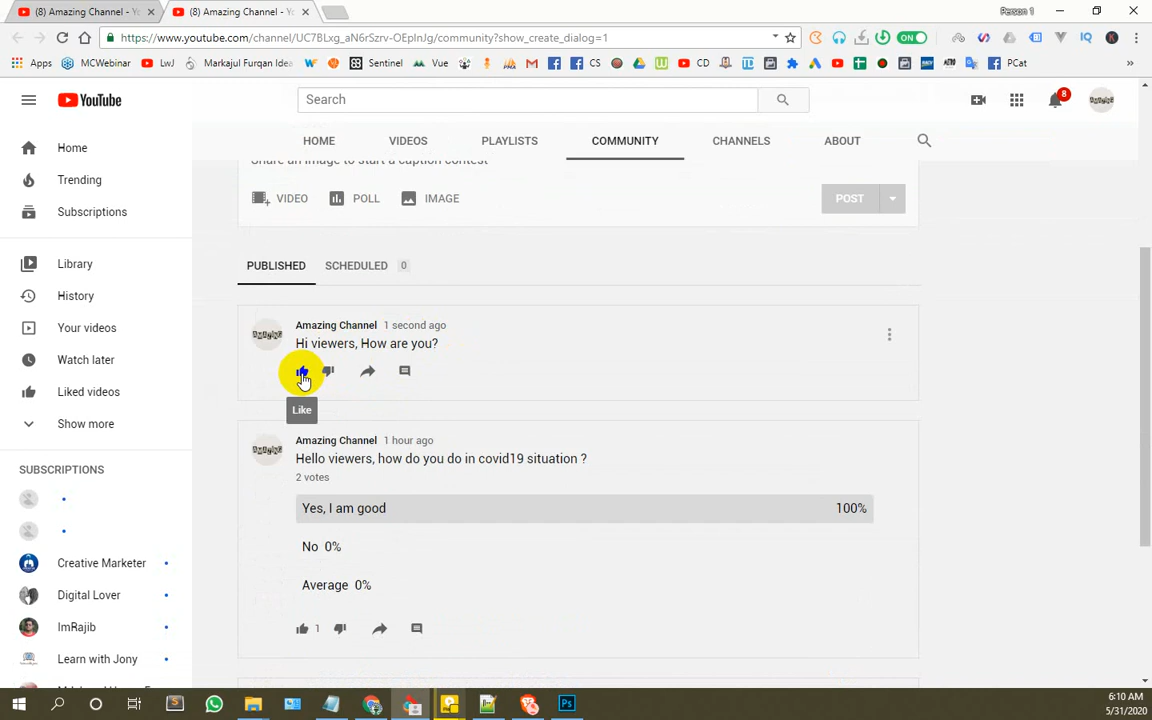 (8) Amazing Channel - YouTube
(8) Amazing Channel - YouTube
Person 1
https://www.youtube.com/channel/UC7BLxg_aN6rSzrv-OEpInJg/community?show_create_dialog=1
ON
IQ
K
Apps
MCWebinar
LwJ
Markajul Furqan Idea
Sentinel
Vue
CS
CD
PCat
YouTube
Search
8
HOME
VIDEOS
PLAYLISTS
COMMUNITY
CHANNELS
ABOUT
Home
Trending
Subscriptions
Library
History
Your videos
Watch later
Liked videos
Show more
SUBSCRIPTIONS
Creative Marketer
Digital Lover
ImRajib
Learn with Jony
Share an image to start a caption contest
VIDEO
POLL
IMAGE
POST
PUBLISHED
SCHEDULED 0
Amazing Channel 1 second ago
Hi viewers, How are you?
Like
Amazing Channel 1 hour ago
Hello viewers, how do you do in covid19 situation ?
2 votes
Yes, I am good 100%
No 0%
Average 0%
1
6:10 AM
5/31/2020